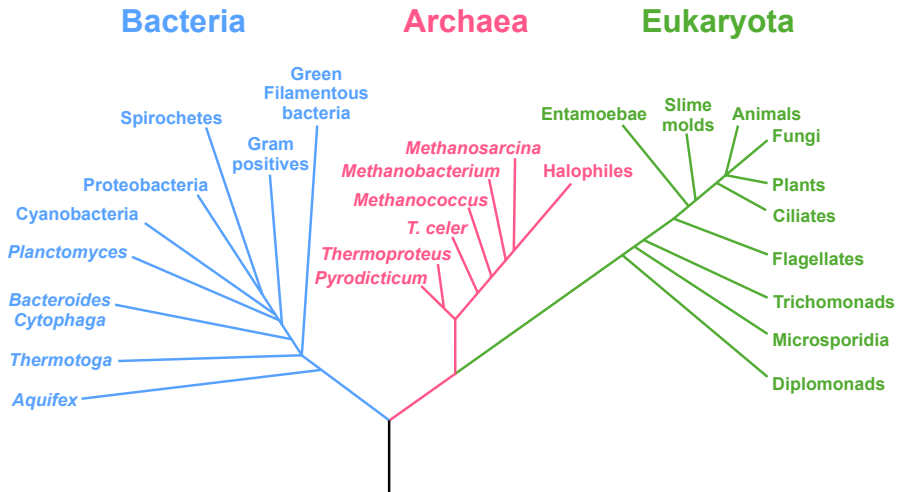 Bacteria
Archaea
Eukaryota
Green
Filamentous
bacteria
Spirochetes
Gram
positives
Proteobacteria
Cyanobacteria
Planctomyces
Bacteroides
Cytophaga
Thermotoga
Aquifex
Methanosarcina
Methanobacterium
Halophiles
Methanococcus
T. celer
Thermoproteus
Pyrodicticum
Entamoebae
Slime
molds
Animals
Fungi
Plants
Ciliates
Flagellates
Trichomonads
Microsporidia
Diplomonads